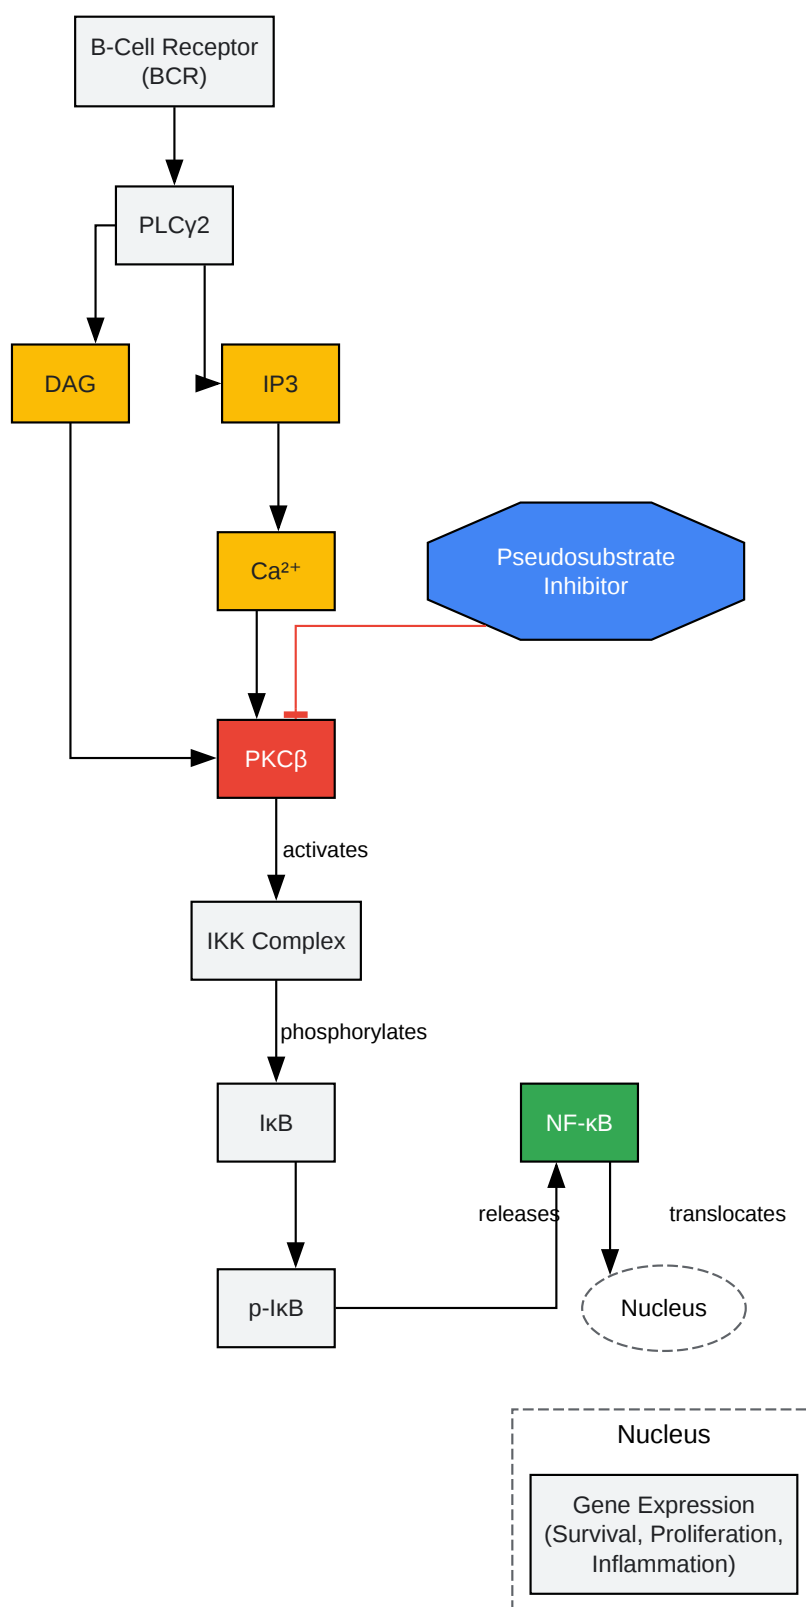 B-Cell Receptor
(BCR)
PLCγ2
DAG
IP3
Ca²⁺
Pseudosubstrate
Inhibitor
PKCβ
activates
IKK Complex
phosphorylates
IκB
NF-κB
releases
translocates
p-IκB
Nucleus
Nucleus
Gene Expression
(Survival, Proliferation,
Inflammation)